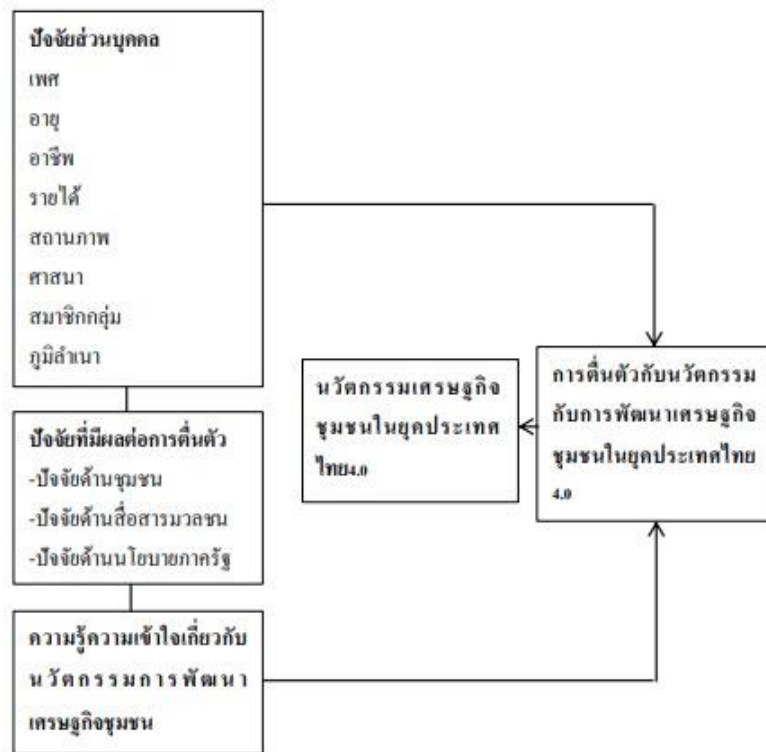 ปัจจัยส่วนบุคคล
เพศ
อายุ
อาชีพ
รายได้
สถานภาพ
ศาสนา
สมาชิกกลุ่ม
ภูมิลำเนา
ปัจจัยที่มีผลต่อการตื่นตัว
-ปัจจัยด้านชุมชน
-ปัจจัยด้านสื่อสารมวลชน
-ปัจจัยด้านนโยบายภาครัฐ
ความรู้ความเข้าใจเกี่ยวกับ
นวัตกรรมการพัฒนา
เศรษฐกิจชุมชน
นวัตกรรมเศรษฐกิจ
ชุมชนในยุคประเทศ
ไทย4.0
การตื่นตัวกับนวัตกรรม
กับการพัฒนาเศรษฐกิจ
ชุมชนในยุคประเทศไทย
4.0